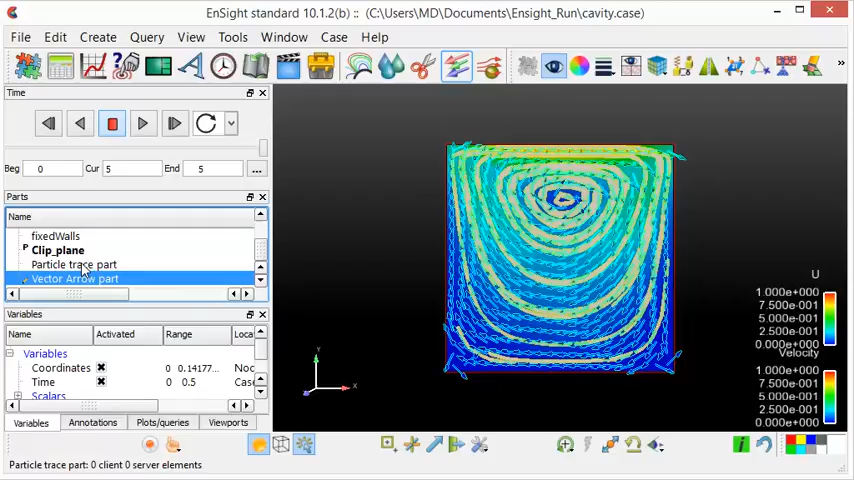 EnSight standard 10.1.2(b) :: (C:\Users\MD\Documents\Ensight_Run\cavity.case)
File Edit Create Query View Tools Window Case Help
Time
Beg 0 Cur 5 End 5 ...
Parts
Name
fixedWalls
P Clip_plane
Particle trace part
Vector Arrow part
Variables
Name Activated Range Loca
Variables
Coordinates 0 0.14177...
Time 0 0.5 Case
Scalars
Variables Annotations Plots/queries Viewports
Particle trace part: 0 client 0 server elements
Y
X
U
1.000e+000
7.500e-001
5.000e-001
2.500e-001
0.000e+000
Velocity
1.000e+000
7.500e-001
5.000e-001
2.500e-001
0.000e+000